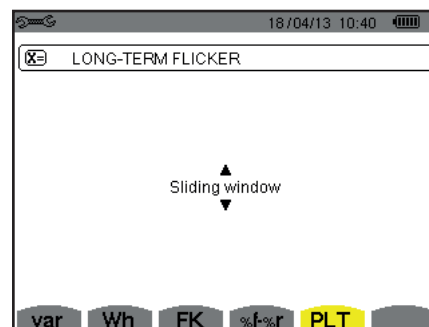 18/04/13 10:40
X= LONG-TERM FLICKER
Sliding window
var Wh FK %f-%r PLT